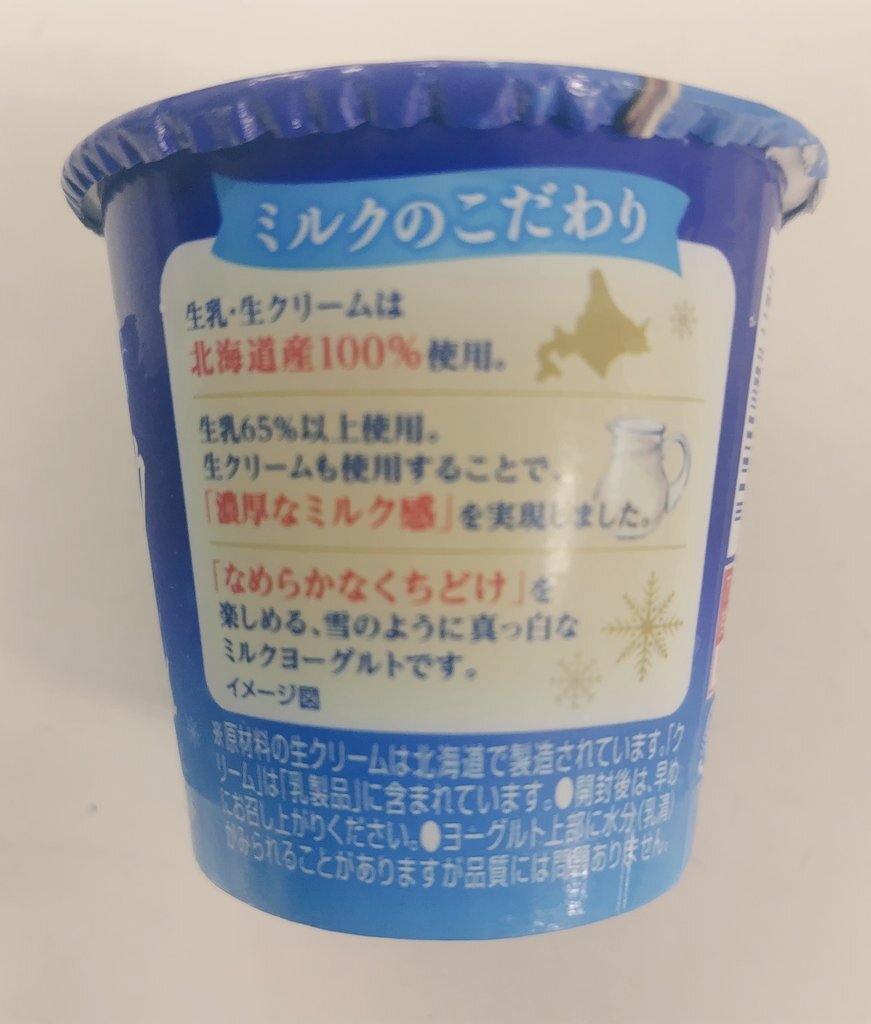 ミルクのこだわり
生乳・生クリームは
北海道産100%使用。
生乳65%以上使用。
生クリームも使用することで、
「濃厚なミルク感」を実現しました。
「なめらかなくちどけ」を
楽しめる、雪のように真っ白な
ミルクヨーグルトです。
イメージ図
※原材料の生クリームは北海道で製造されています。「ク
リーム」は「乳製品」に含まれています。●開封後は、早め
にお召し上がりください。●ヨーグルト上部に水分(乳清)
がみられることがありますが品質には問題ありません。